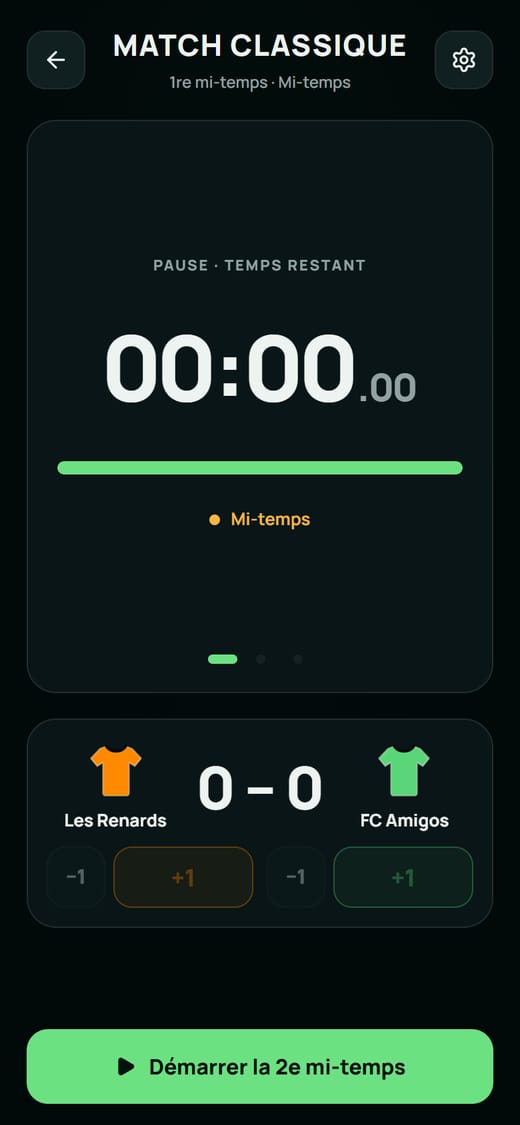 MATCH CLASSIQUE
1re mi-temps · Mi-temps
PAUSE · TEMPS RESTANT
00:00.00
Mi-temps
0 – 0
Les Renards
FC Amigos
−1 +1 −1 +1
Démarrer la 2e mi-temps